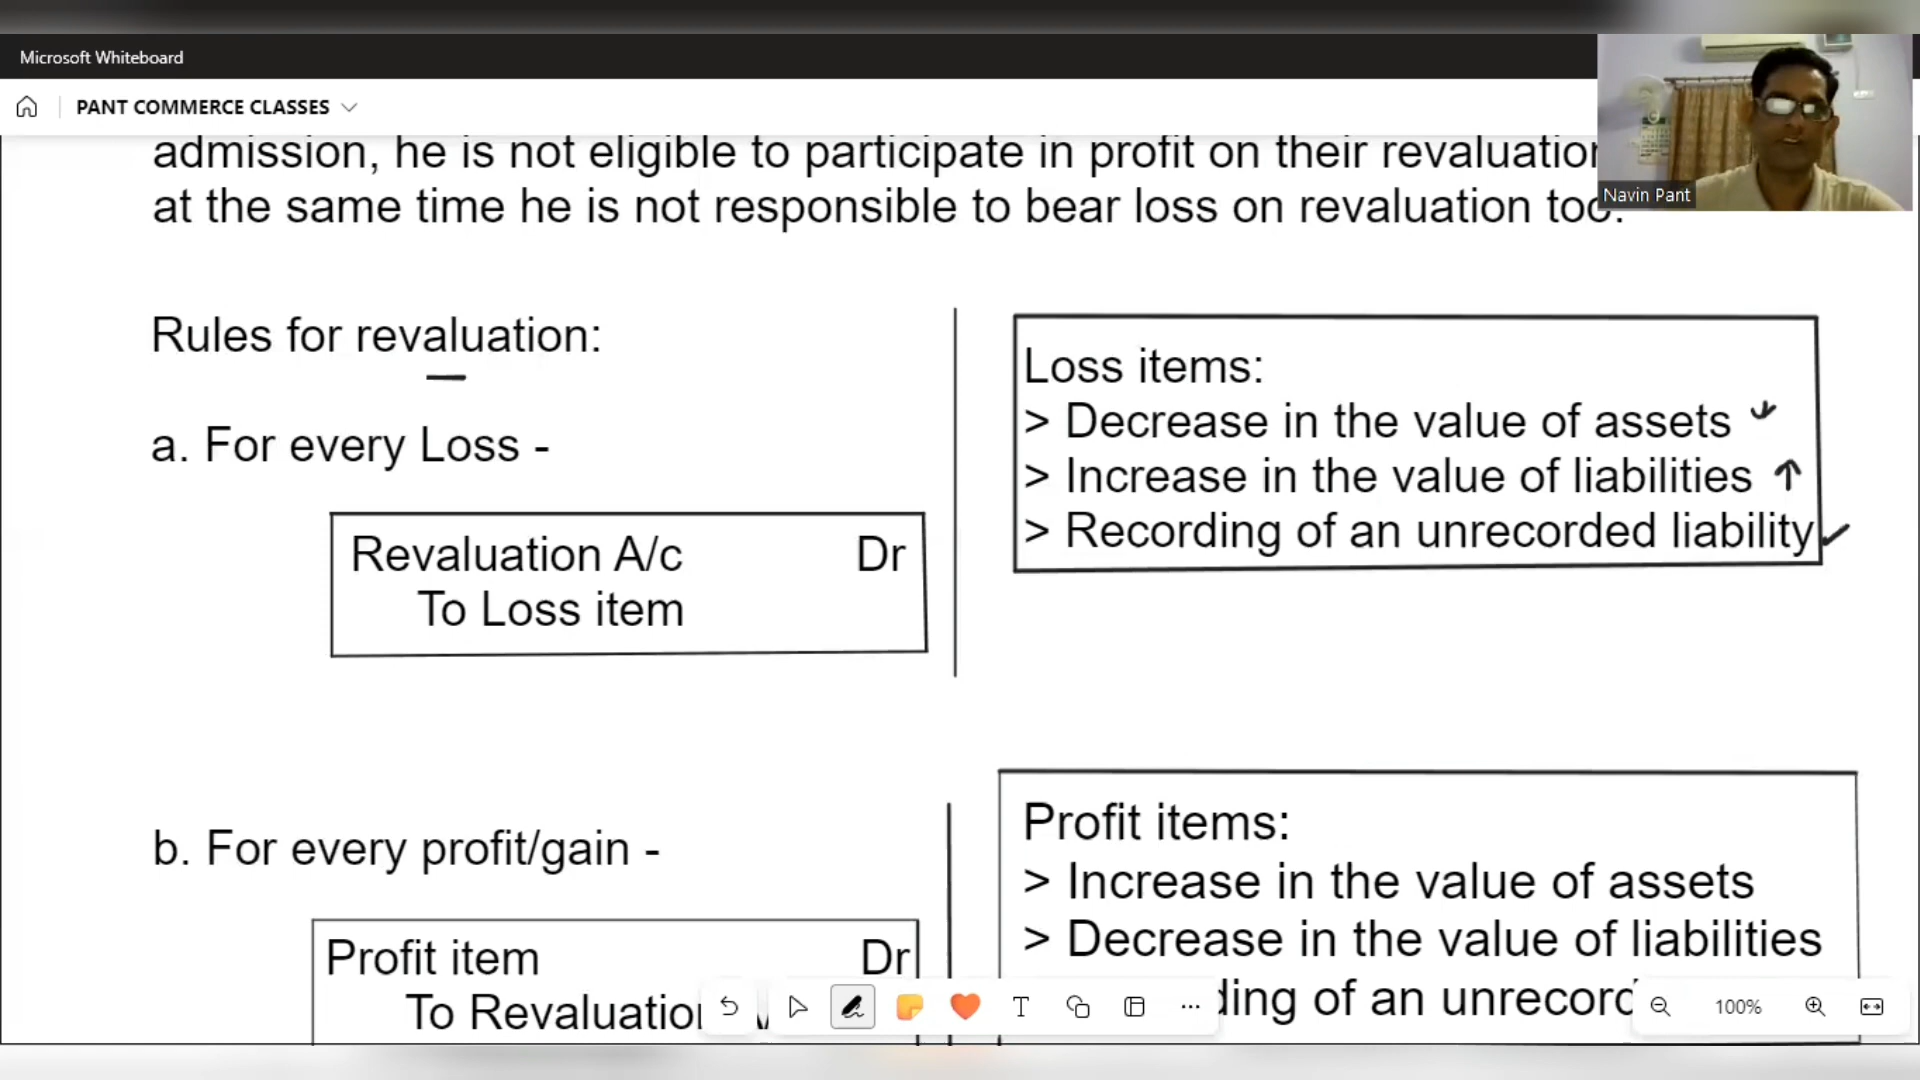 Microsoft Whiteboard
PANT COMMERCE CLASSES
Navin Pant
admission, he is not eligible to participate in profit on their revaluation
at the same time he is not responsible to bear loss on revaluation too.
Rules for revaluation:
a. For every Loss -
Revaluation A/c Dr
To Loss item
Loss items:
> Decrease in the value of assets
> Increase in the value of liabilities
> Recording of an unrecorded liability
b. For every profit/gain -
Profit item Dr
To Revaluation
Profit items:
> Increase in the value of assets
> Decrease in the value of liabilities
of an
100%